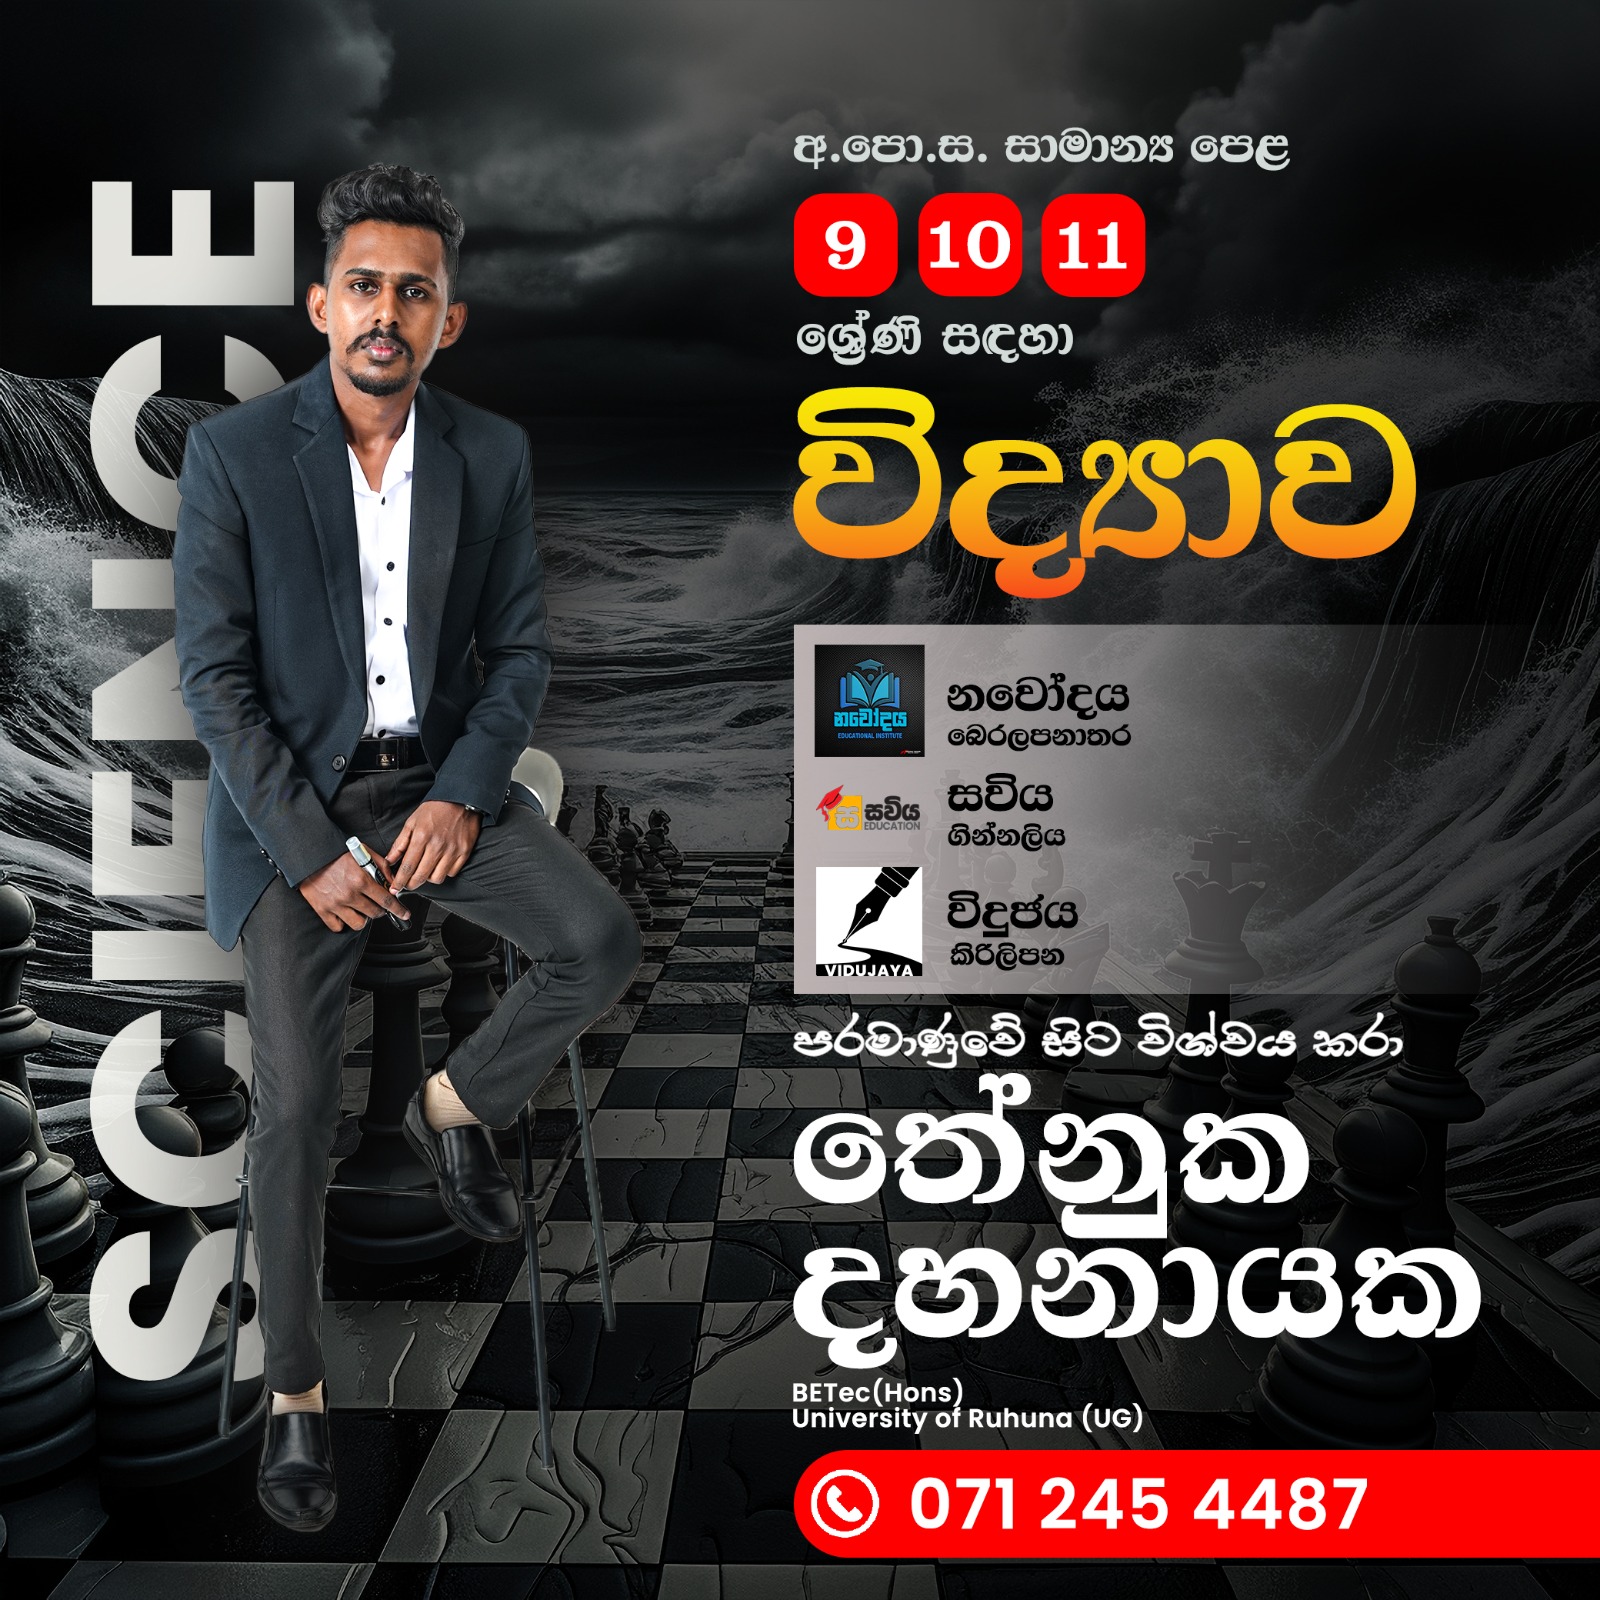 SCIENCE
අ.පො.ස. සාමාන්‍ය පෙළ
9 10 11
ශ්‍රේණි සඳහා
විද්‍යාව
නවෝදය
EDUCATIONAL INSTITUTE
නවෝදය
බෙරලපනාතර
ස සවිය
EDUCATION
සවිය
ගින්නලිය
VIDUJAYA
විදුජය
කිරිලිපන
පරමාණුවේ සිට විශ්වය කරා
තේනුක
දහනායක
BETec(Hons)
University of Ruhuna (UG)
071 245 4487